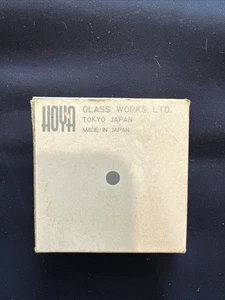 HOYA GLASS WORKS LTD.
TOKYO JAPAN
MADE IN JAPAN